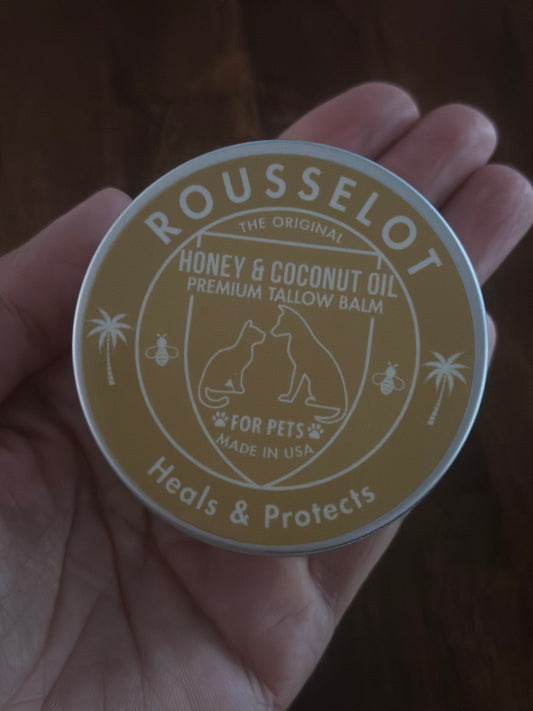 ROUSSELOT
THE ORIGINAL
HONEY & COCONUT OIL
PREMIUM TALLOW BALM
FOR PETS
MADE IN USA
Heals & Protects